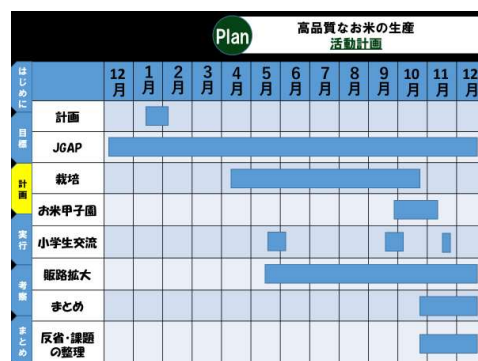 Plan
高品質なお米の生産
活動計画
はじめに
目標
計画
実行
考察
まとめ
12月 1月 2月 3月 4月 5月 6月 7月 8月 9月 10月 11月 12月
計画
JGAP
栽培
お米甲子園
小学生交流
販路拡大
まとめ
反省・課題
の整理